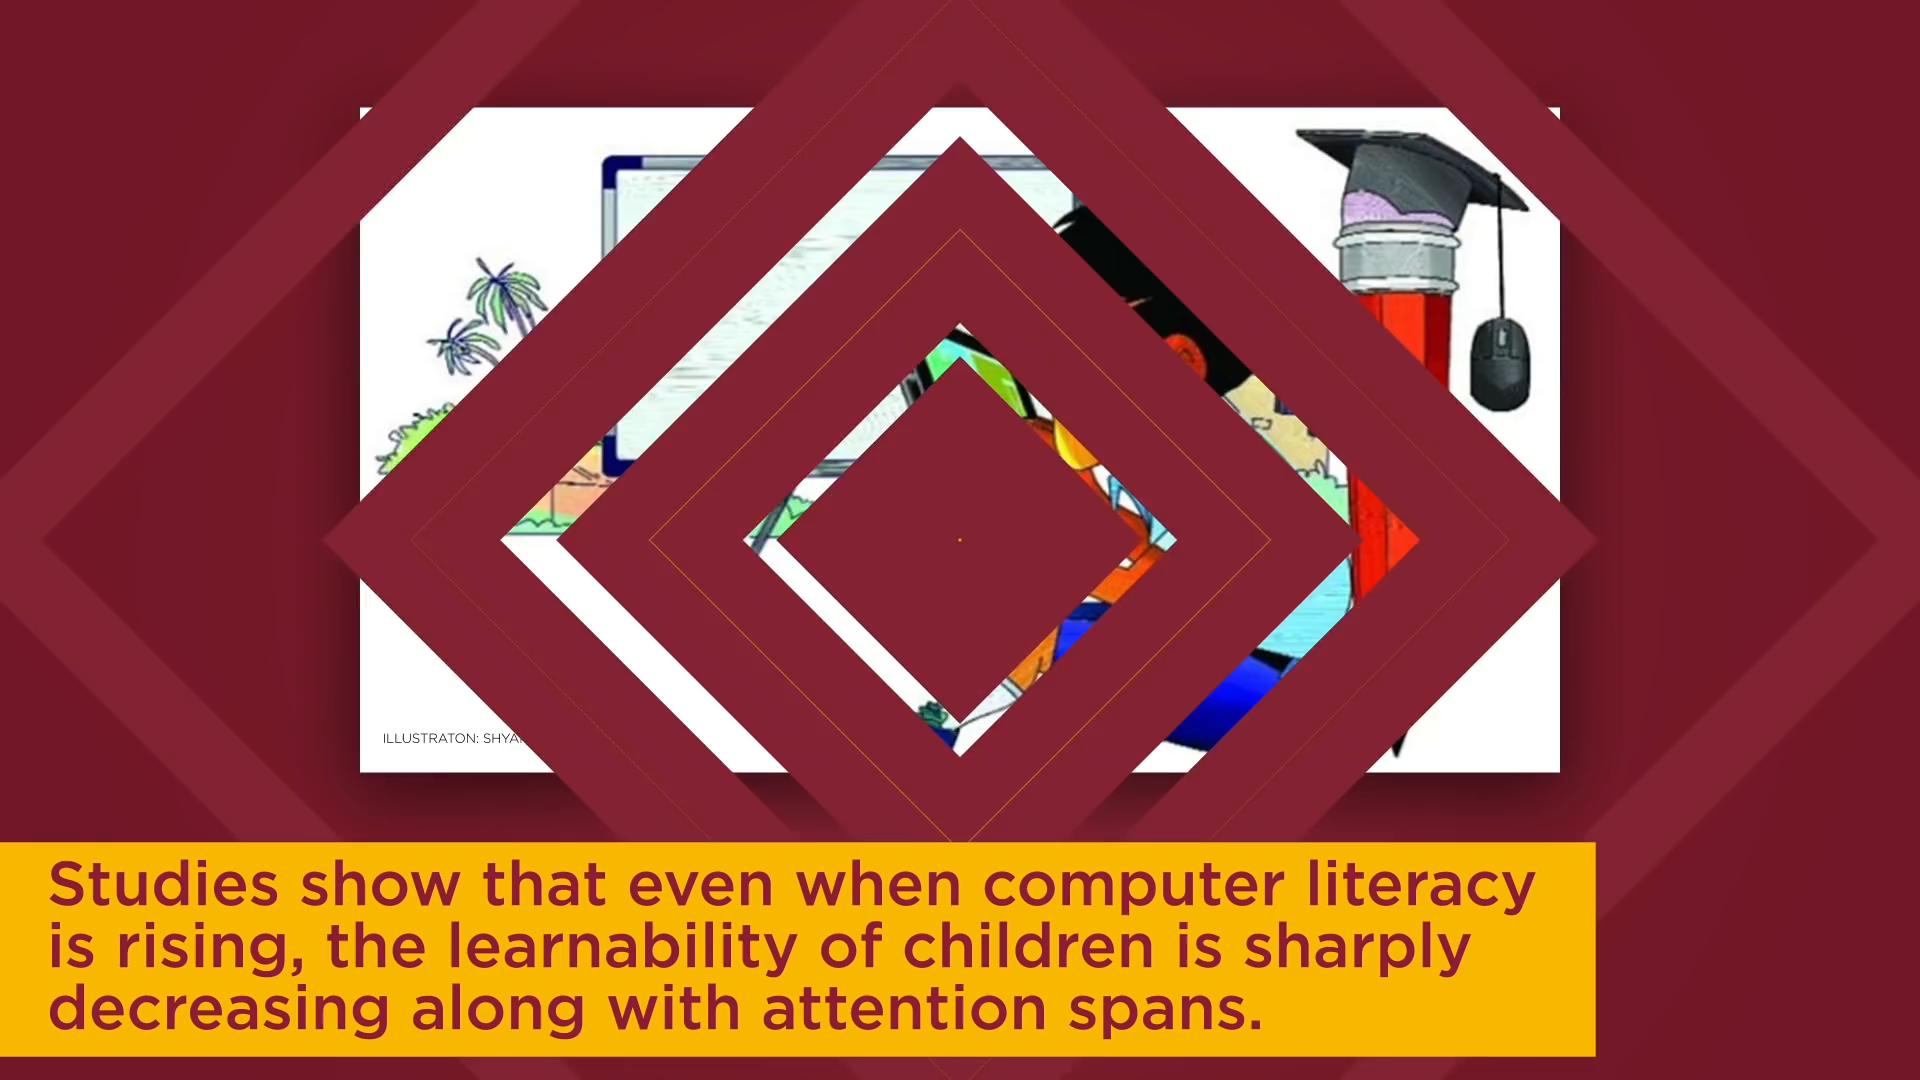 ILLUSTRATON:
Studies show that even when computer literacy
is rising, the learnability of children is sharply
decreasing along with attention spans.